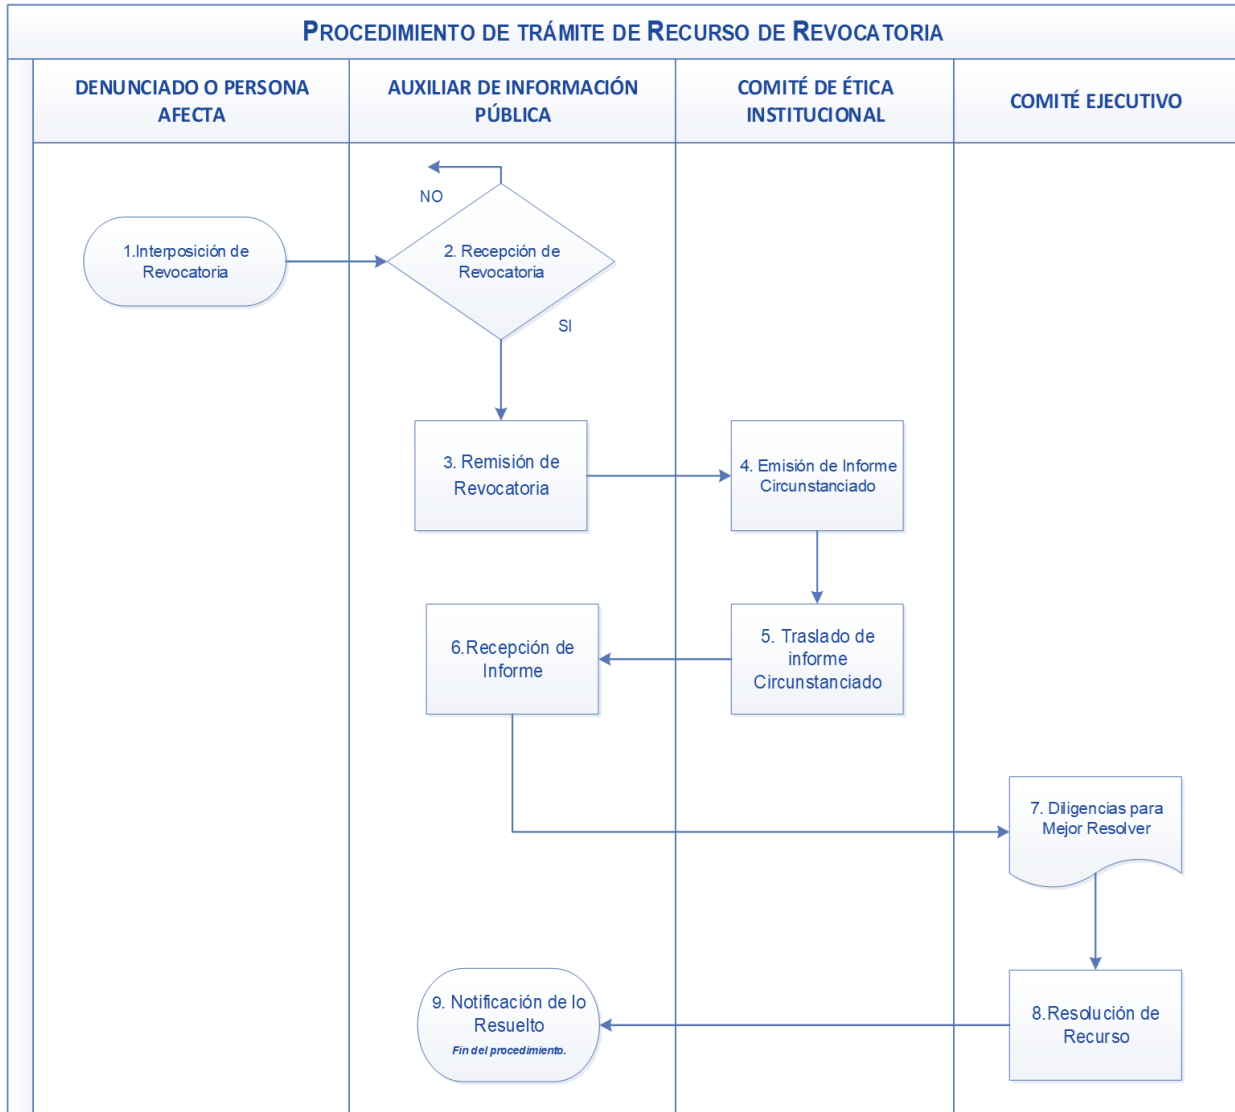 PROCEDIMIENTO DE TRÁMITE DE RECURSO DE REVOCATORIA
DENUNCIADO O PERSONA
AFECTA
AUXILIAR DE INFORMACIÓN
PÚBLICA
COMITÉ DE ÉTICA
INSTITUCIONAL
COMITÉ EJECUTIVO
NO
1.Interposición de
Revocatoria
2. Recepción de
Revocatoria
SI
3. Remisión de
Revocatoria
4. Emisión de Informe
Circunstanciado
6.Recepción de
Informe
5. Traslado de
informe
Circunstanciado
7. Diligencias para
Mejor Resolver
9. Notificación de lo
Resuelto
Fin del procedimiento.
8.Resolución de
Recurso